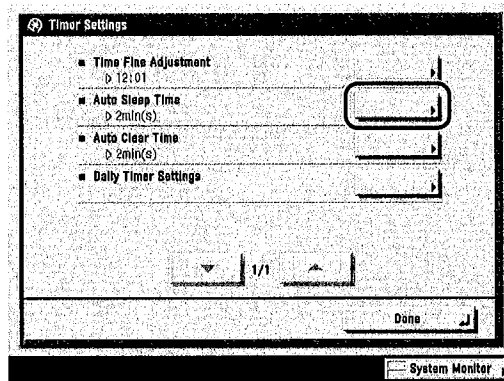 Timer Settings
Time Fine Adjustment
▷ 12:01
Auto Sleep Time
▷ 2min(s)
Auto Clear Time
▷ 2min(s)
Daily Timer Settings
1/1
Done
System Monitor